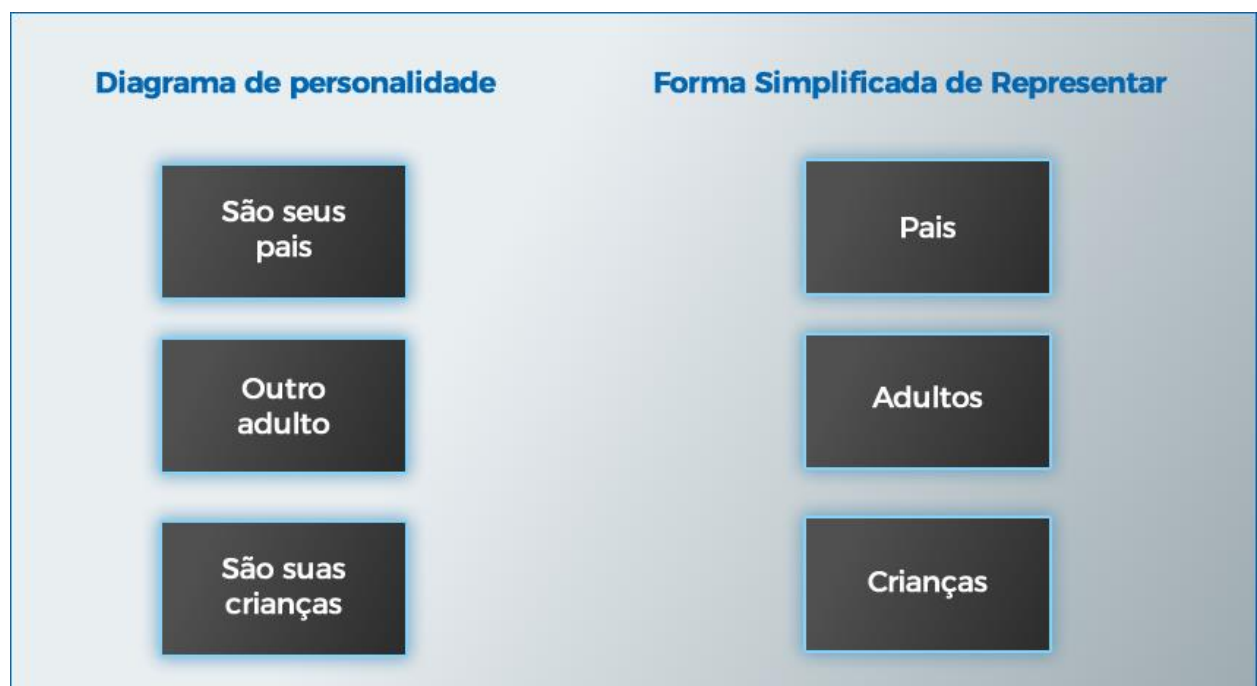 Diagrama de personalidade
Forma Simplificada de Representar
São seus
pais
Pais
Outro
adulto
Adultos
São suas
crianças
Crianças